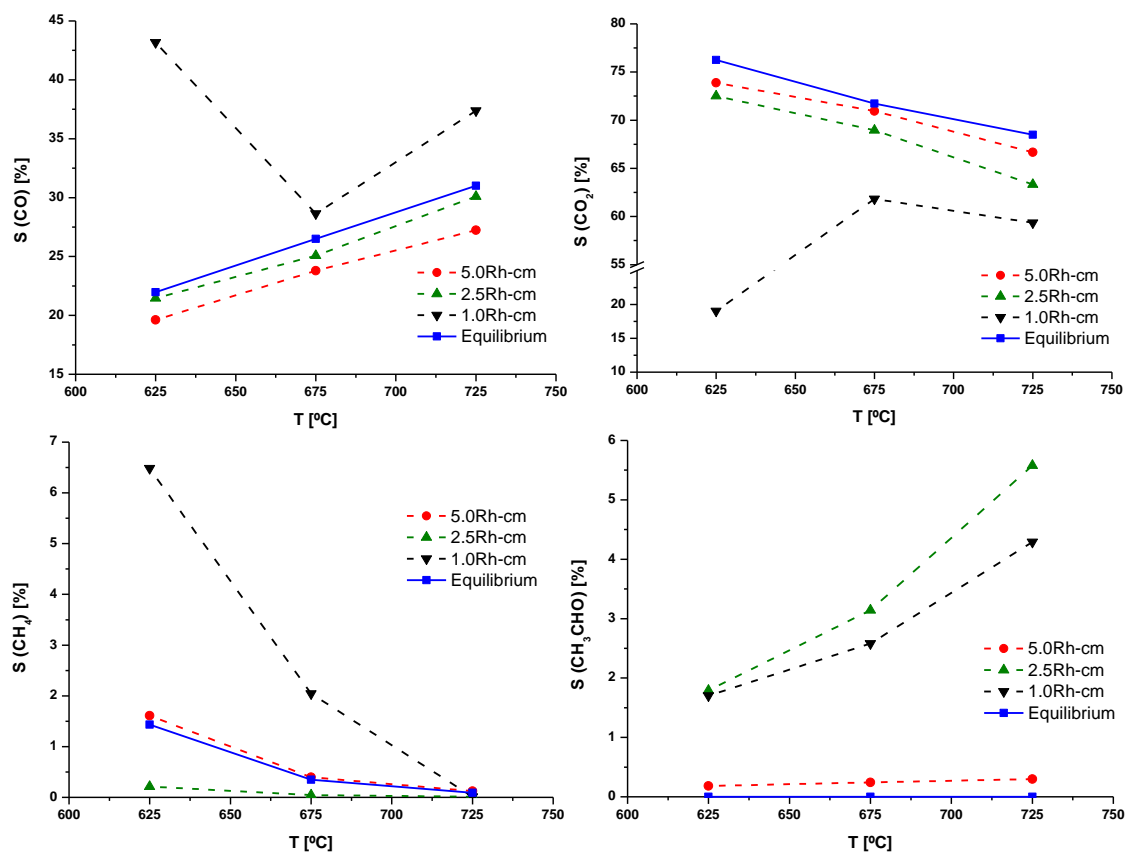 45
40
35
30
25
20
15
600
625
650
675
700
725
750
S (CO) [%]
T [ºC]
5.0Rh-cm
2.5Rh-cm
1.0Rh-cm
Equilibrium
80
75
70
65
60
55
20
15
10
600
625
650
675
700
725
750
S (CO₂) [%]
T [ºC]
5.0Rh-cm
2.5Rh-cm
1.0Rh-cm
Equilibrium
7
6
5
4
3
2
1
0
600
625
650
675
700
725
750
S (CH₄) [%]
T [ºC]
5.0Rh-cm
2.5Rh-cm
1.0Rh-cm
Equilibrium
6
5
4
3
2
1
0
600
625
650
675
700
725
750
S (CH₃CHO) [%]
T [ºC]
5.0Rh-cm
2.5Rh-cm
1.0Rh-cm
Equilibrium